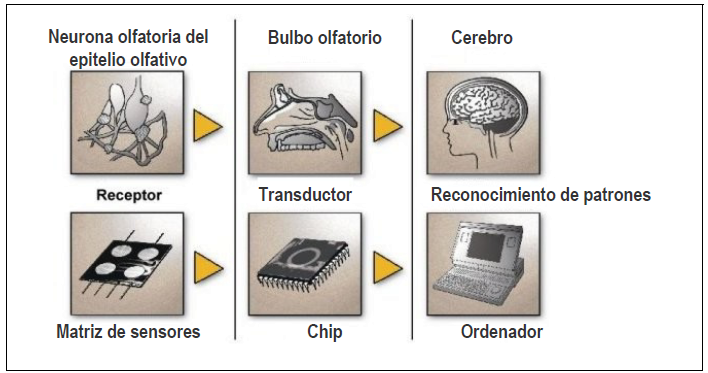 Neurona olfatoria del
epitelio olfativo
Bulbo olfatorio
Cerebro
Receptor
Transductor
Reconocimiento de patrones
Matriz de sensores
Chip
Ordenador